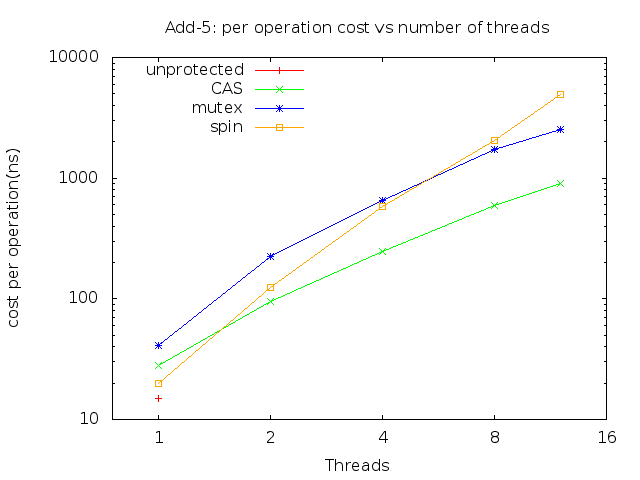 Add-5: per operation cost vs number of threads
10000
1000
100
10
cost per operation(ns)
unprotected
CAS
mutex
spin
1 2 4 8 16
Threads